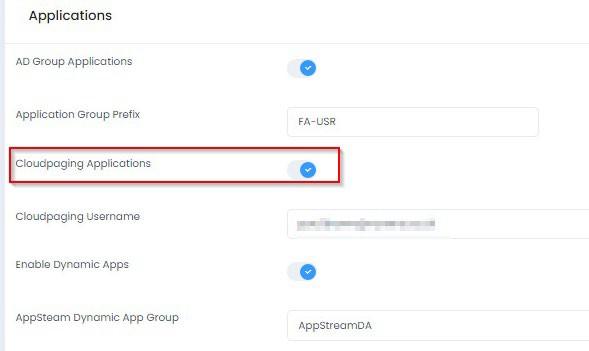 Applications
AD Group Applications
Application Group Prefix
FA-USR
Cloudpaging Applications
Cloudpaging Username
Enable Dynamic Apps
AppSteam Dynamic App Group
AppStreamDA